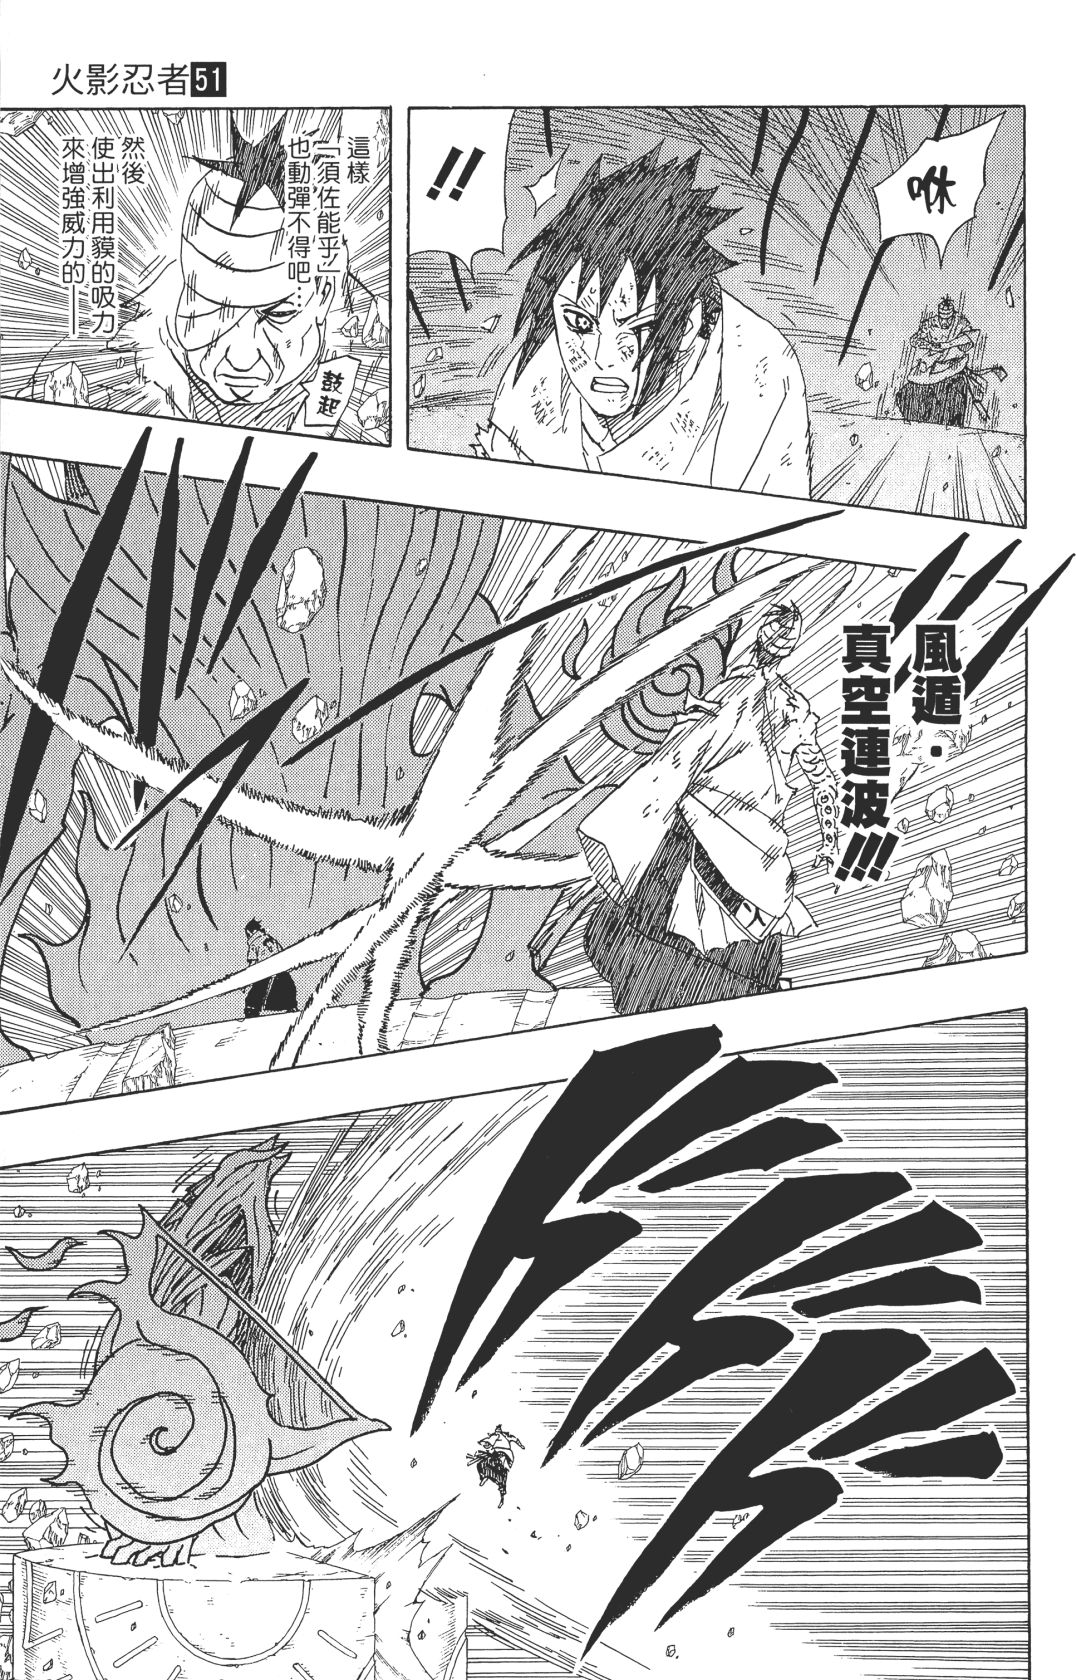 火影忍者51
咻
!!
這樣
「須佐能乎」
也動彈不得吧…
鼓起
然後
使出利用貘的吸力
來增強威力的——
風遁・
真空連波!!!